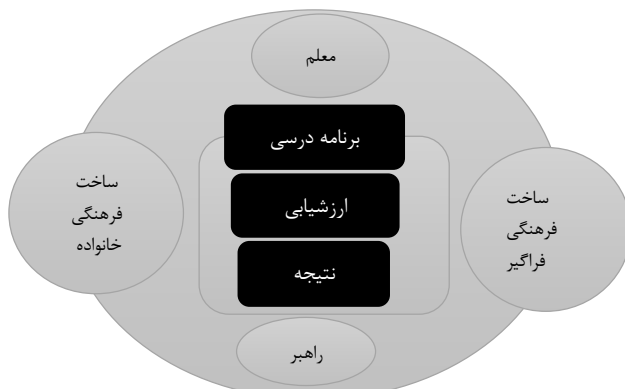 معلم
برنامه درسی
ساخت
فرهنگی
فراگیر
ارزشیابی
ساخت
فرهنگی
خانواده
نتیجه
راهبر